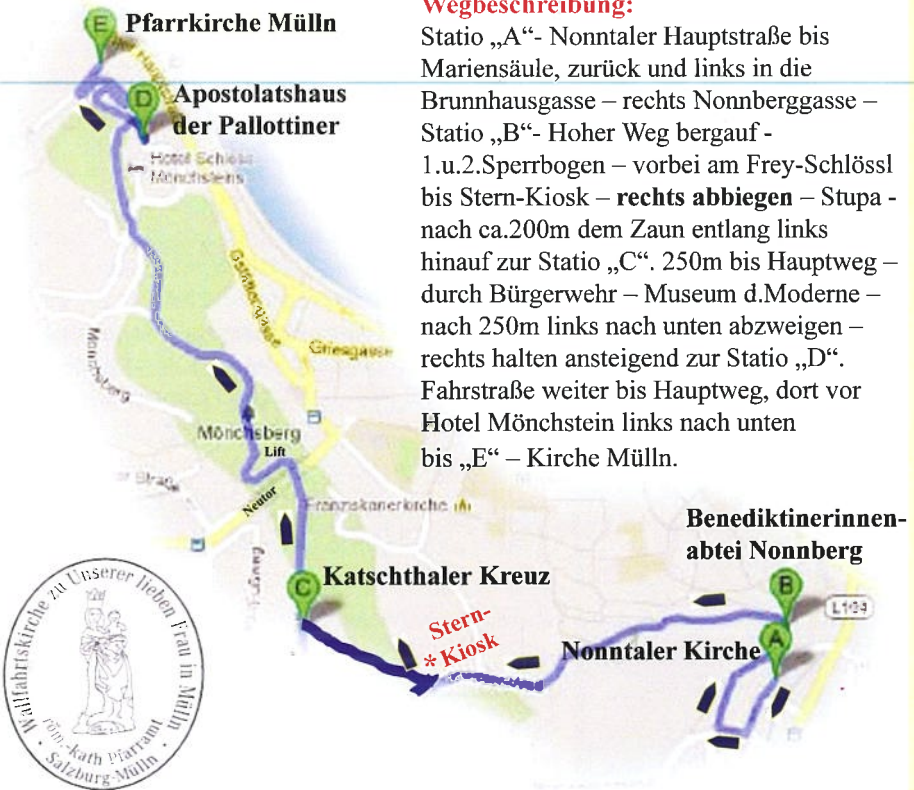 Wegbeschreibung:
Statio „A“- Nonntaler Hauptstraße bis
Mariensäule, zurück und links in die
Brunnhausgasse – rechts Nonnberggasse –
Statio „B“- Hoher Weg bergauf -
1.u.2.Sperrbogen – vorbei am Frey-Schlössl
bis Stern-Kiosk – rechts abbiegen – Stupa -
nach ca.200m dem Zaun entlang links
hinauf zur Statio „C“. 250m bis Hauptweg –
durch Bürgerwehr – Museum d.Moderne –
nach 250m links nach unten abzweigen –
rechts halten ansteigend zur Statio „D“.
Fahrstraße weiter bis Hauptweg, dort vor
Hotel Mönchstein links nach unten
bis „E“ – Kirche Mülln.
E
Pfarrkirche Mülln
D
Apostolatshaus
der Pallottiner
Hotel Schloss
Mönchsteins
Griesgasse
Mönchsberg
Mönchsberg
Lift
Neutor
Franziskanerkirche
C
Katschthaler Kreuz
Stern-
* Kiosk
Benediktinerinnen-
abtei Nonnberg
B
L104
Nonntaler Kirche
A
Wallfahrtskirche zu Unserer lieben Frau in Mülln
röm.-kath Pfarramt
Salzburg-Mülln